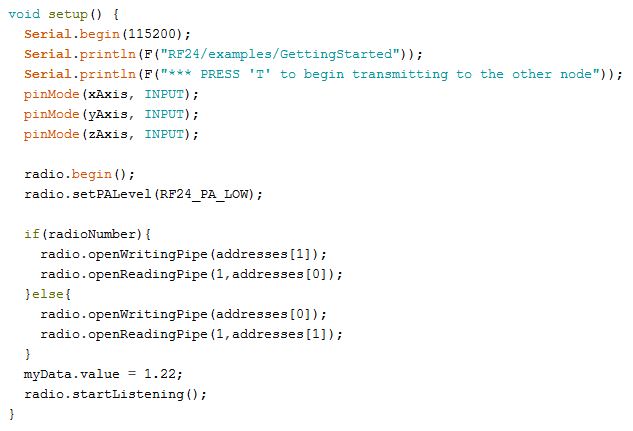 void setup() {
  Serial.begin(115200);
  Serial.println(F("RF24/examples/GettingStarted"));
  Serial.println(F("*** PRESS 'T' to begin transmitting to the other node"));
  pinMode(xAxis, INPUT);
  pinMode(yAxis, INPUT);
  pinMode(zAxis, INPUT);

  radio.begin();
  radio.setPALevel(RF24_PA_LOW);

  if(radioNumber){
    radio.openWritingPipe(addresses[1]);
    radio.openReadingPipe(1,addresses[0]);
  }else{
    radio.openWritingPipe(addresses[0]);
    radio.openReadingPipe(1,addresses[1]);
  }
  myData.value = 1.22;
  radio.startListening();
}